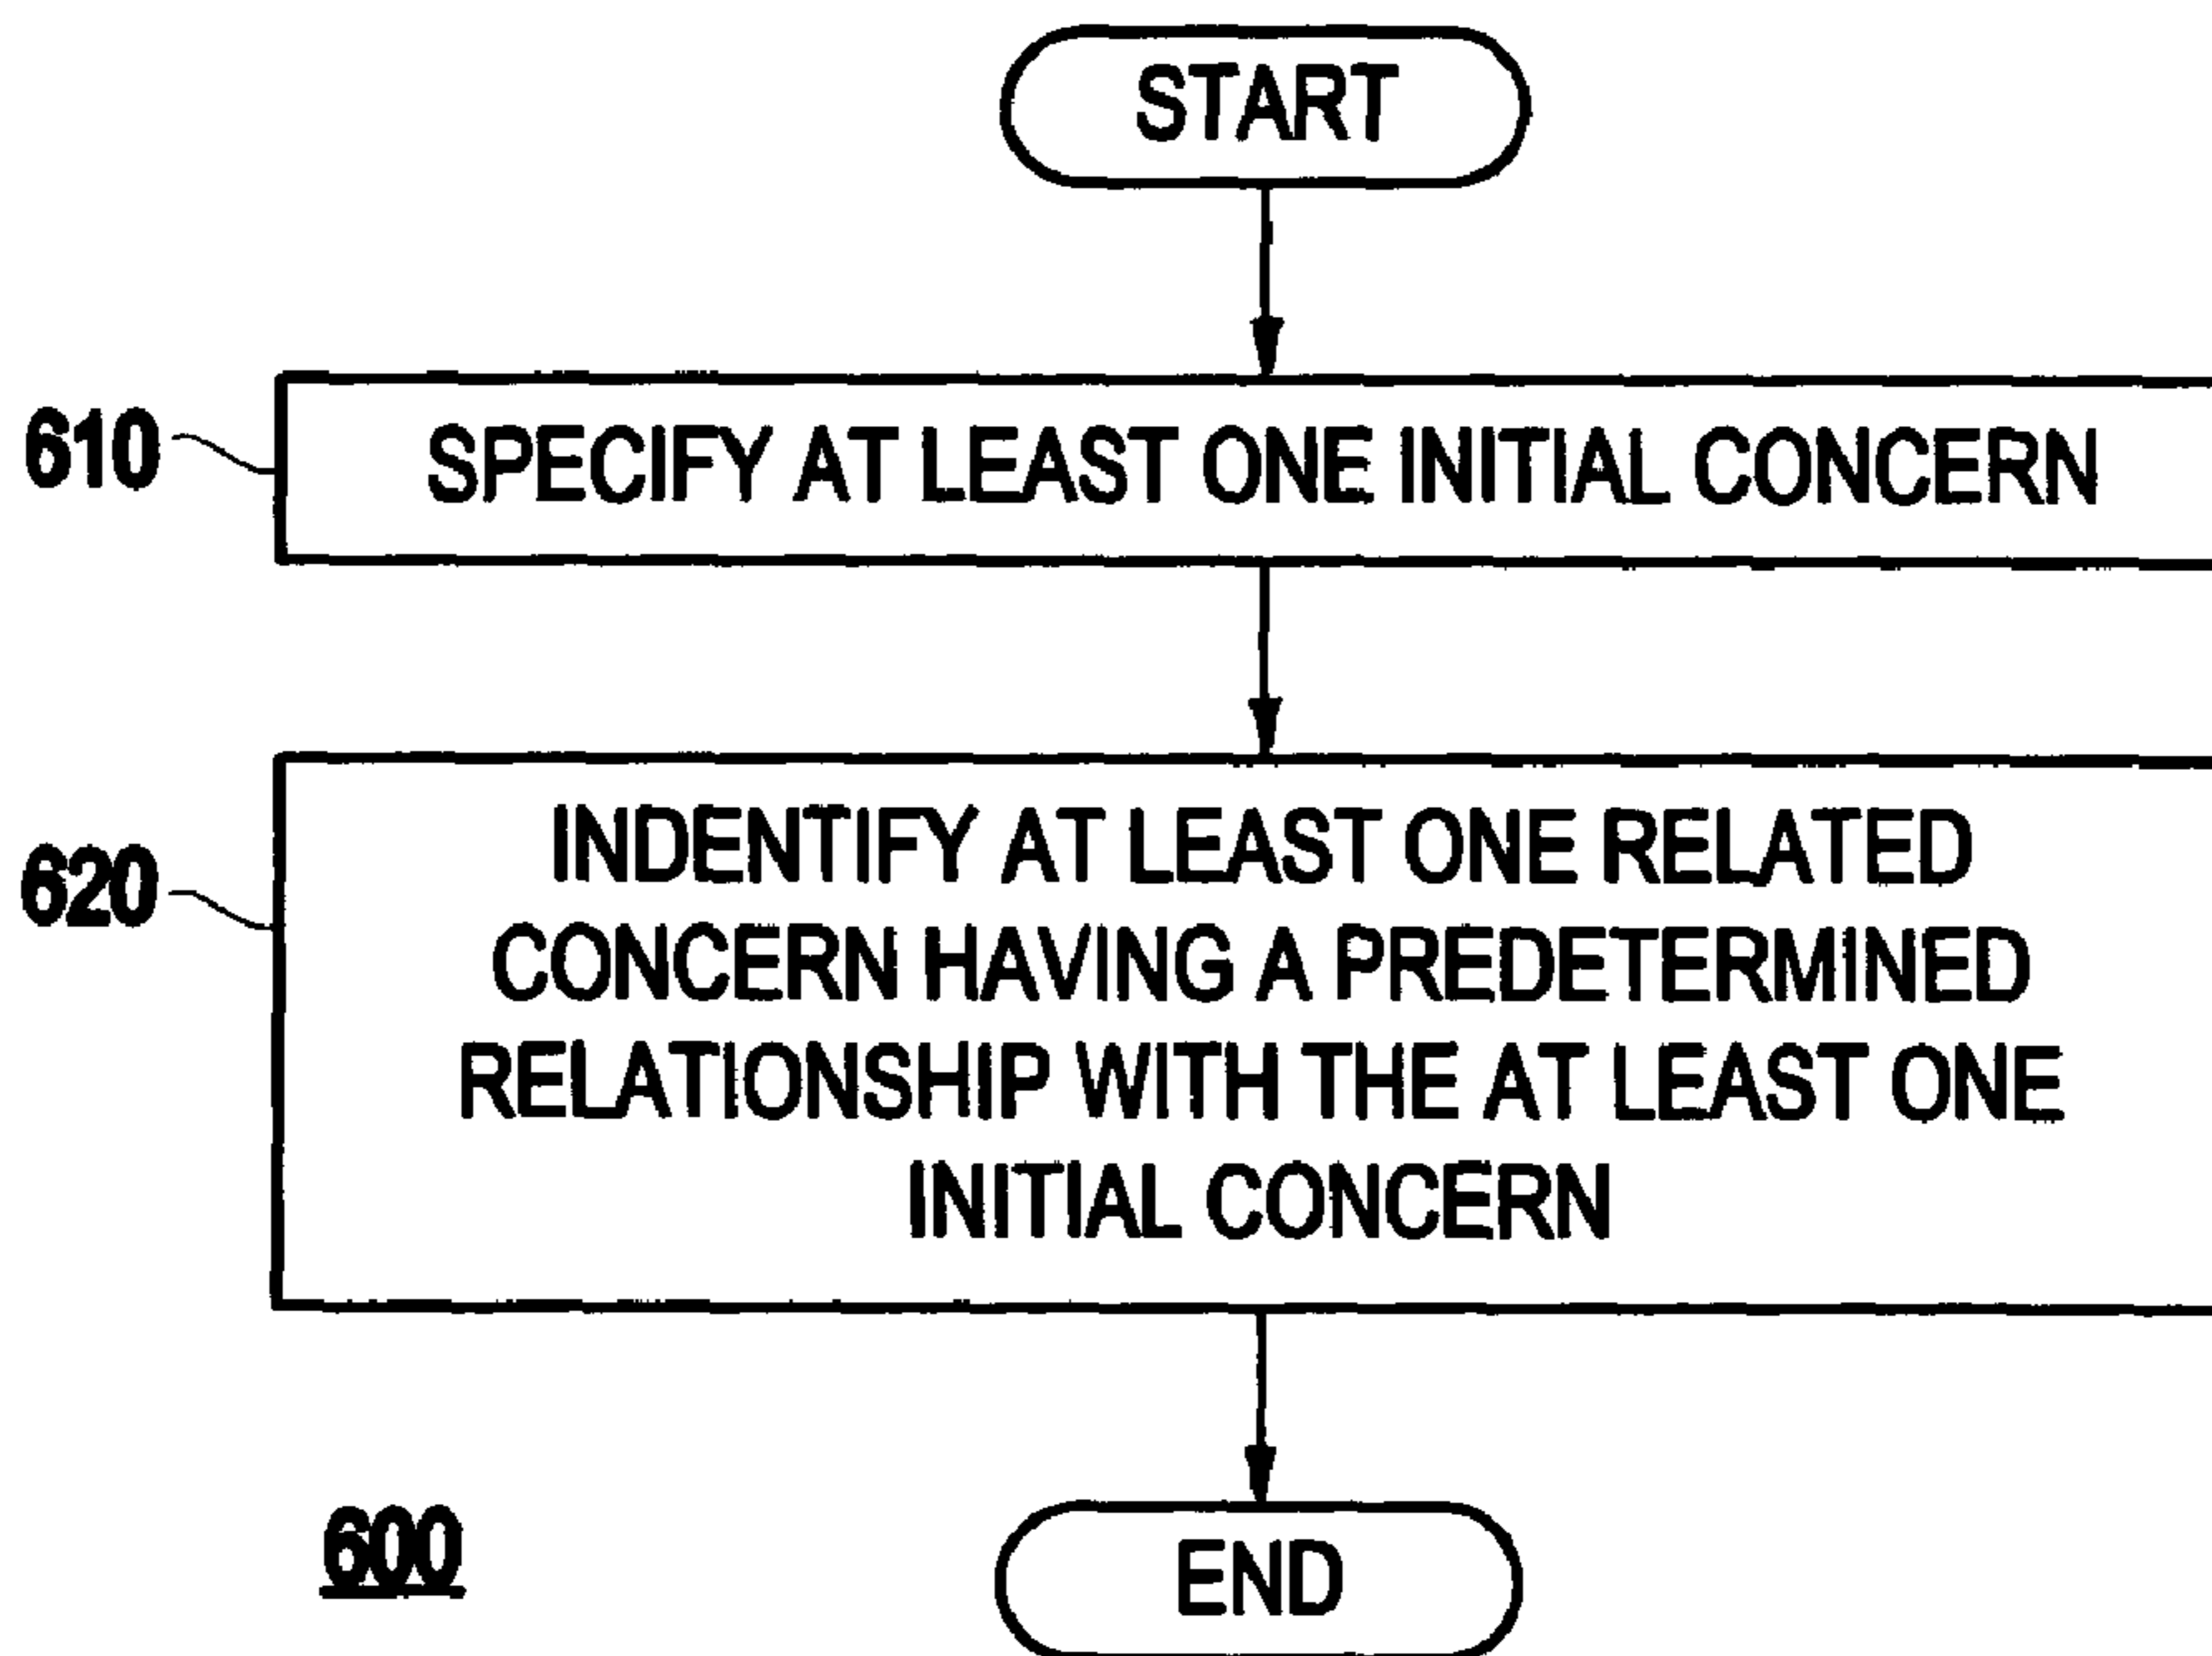 START
610
SPECIFY AT LEAST ONE INITIAL CONCERN
620
INDENTIFY AT LEAST ONE RELATED
CONCERN HAVING A PREDETERMINED
RELATIONSHIP WITH THE AT LEAST ONE
INITIAL CONCERN
600
END